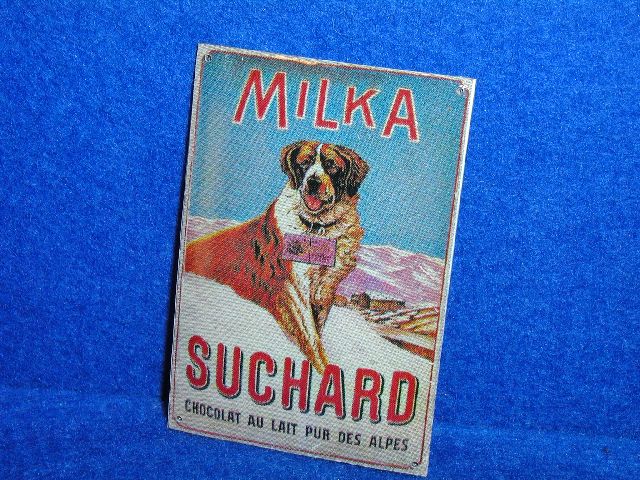 MILKA
SUCHARD
CHOCOLAT AU LAIT PUR DES ALPES